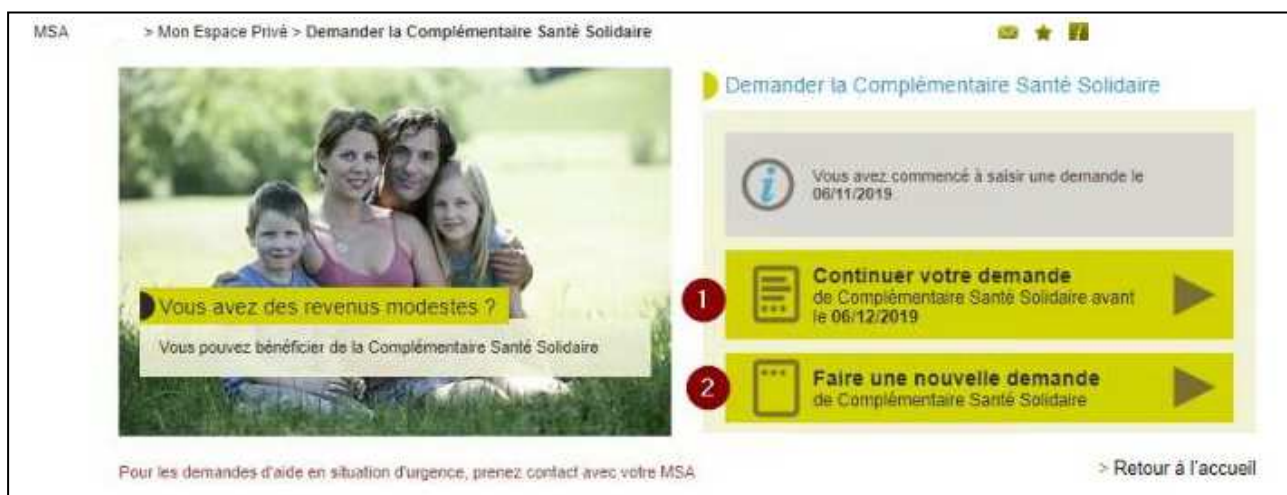 MSA > Mon Espace Privé > Demander la Complémentaire Santé Solidaire
Demander la Complémentaire Santé Solidaire
Vous avez commencé à saisir une demande le
06/11/2019.
1
Continuer votre demande
de Complémentaire Santé Solidaire avant
le 06/12/2019
2
Faire une nouvelle demande
de Complémentaire Santé Solidaire
Vous avez des revenus modestes ?
Vous pouvez bénéficier de la Complémentaire Santé Solidaire
Pour les demandes d'aide en situation d'urgence, prenez contact avec votre MSA
> Retour à l'accueil